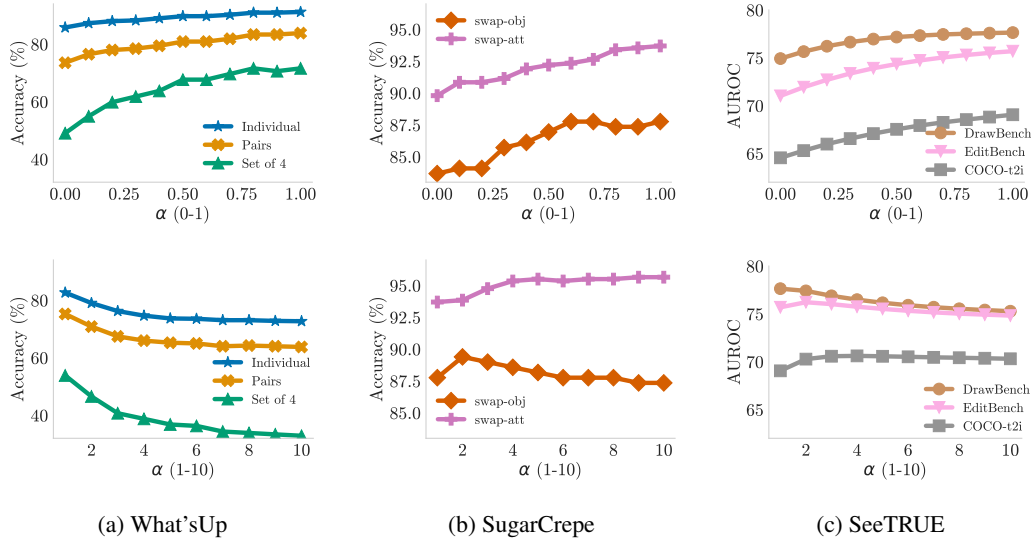 80
60
40
Accuracy (%)
Individual
Pairs
Set of 4
0.00 0.25 0.50 0.75 1.00
α (0-1)
95.0
92.5
90.0
87.5
85.0
Accuracy (%)
swap-obj
swap-att
0.00 0.25 0.50 0.75 1.00
α (0-1)
80
75
70
65
AUROC
DrawBench
EditBench
COCO-t2i
0.00 0.25 0.50 0.75 1.00
α (0-1)
80
60
40
Accuracy (%)
Individual
Pairs
Set of 4
2 4 6 8 10
α (1-10)
95.0
92.5
90.0
87.5
85.0
Accuracy (%)
swap-obj
swap-att
2 4 6 8 10
α (1-10)
80
75
70
65
AUROC
DrawBench
EditBench
COCO-t2i
2 4 6 8 10
α (1-10)
(a) What'sUp
(b) SugarCrepe
(c) SeeTRUE